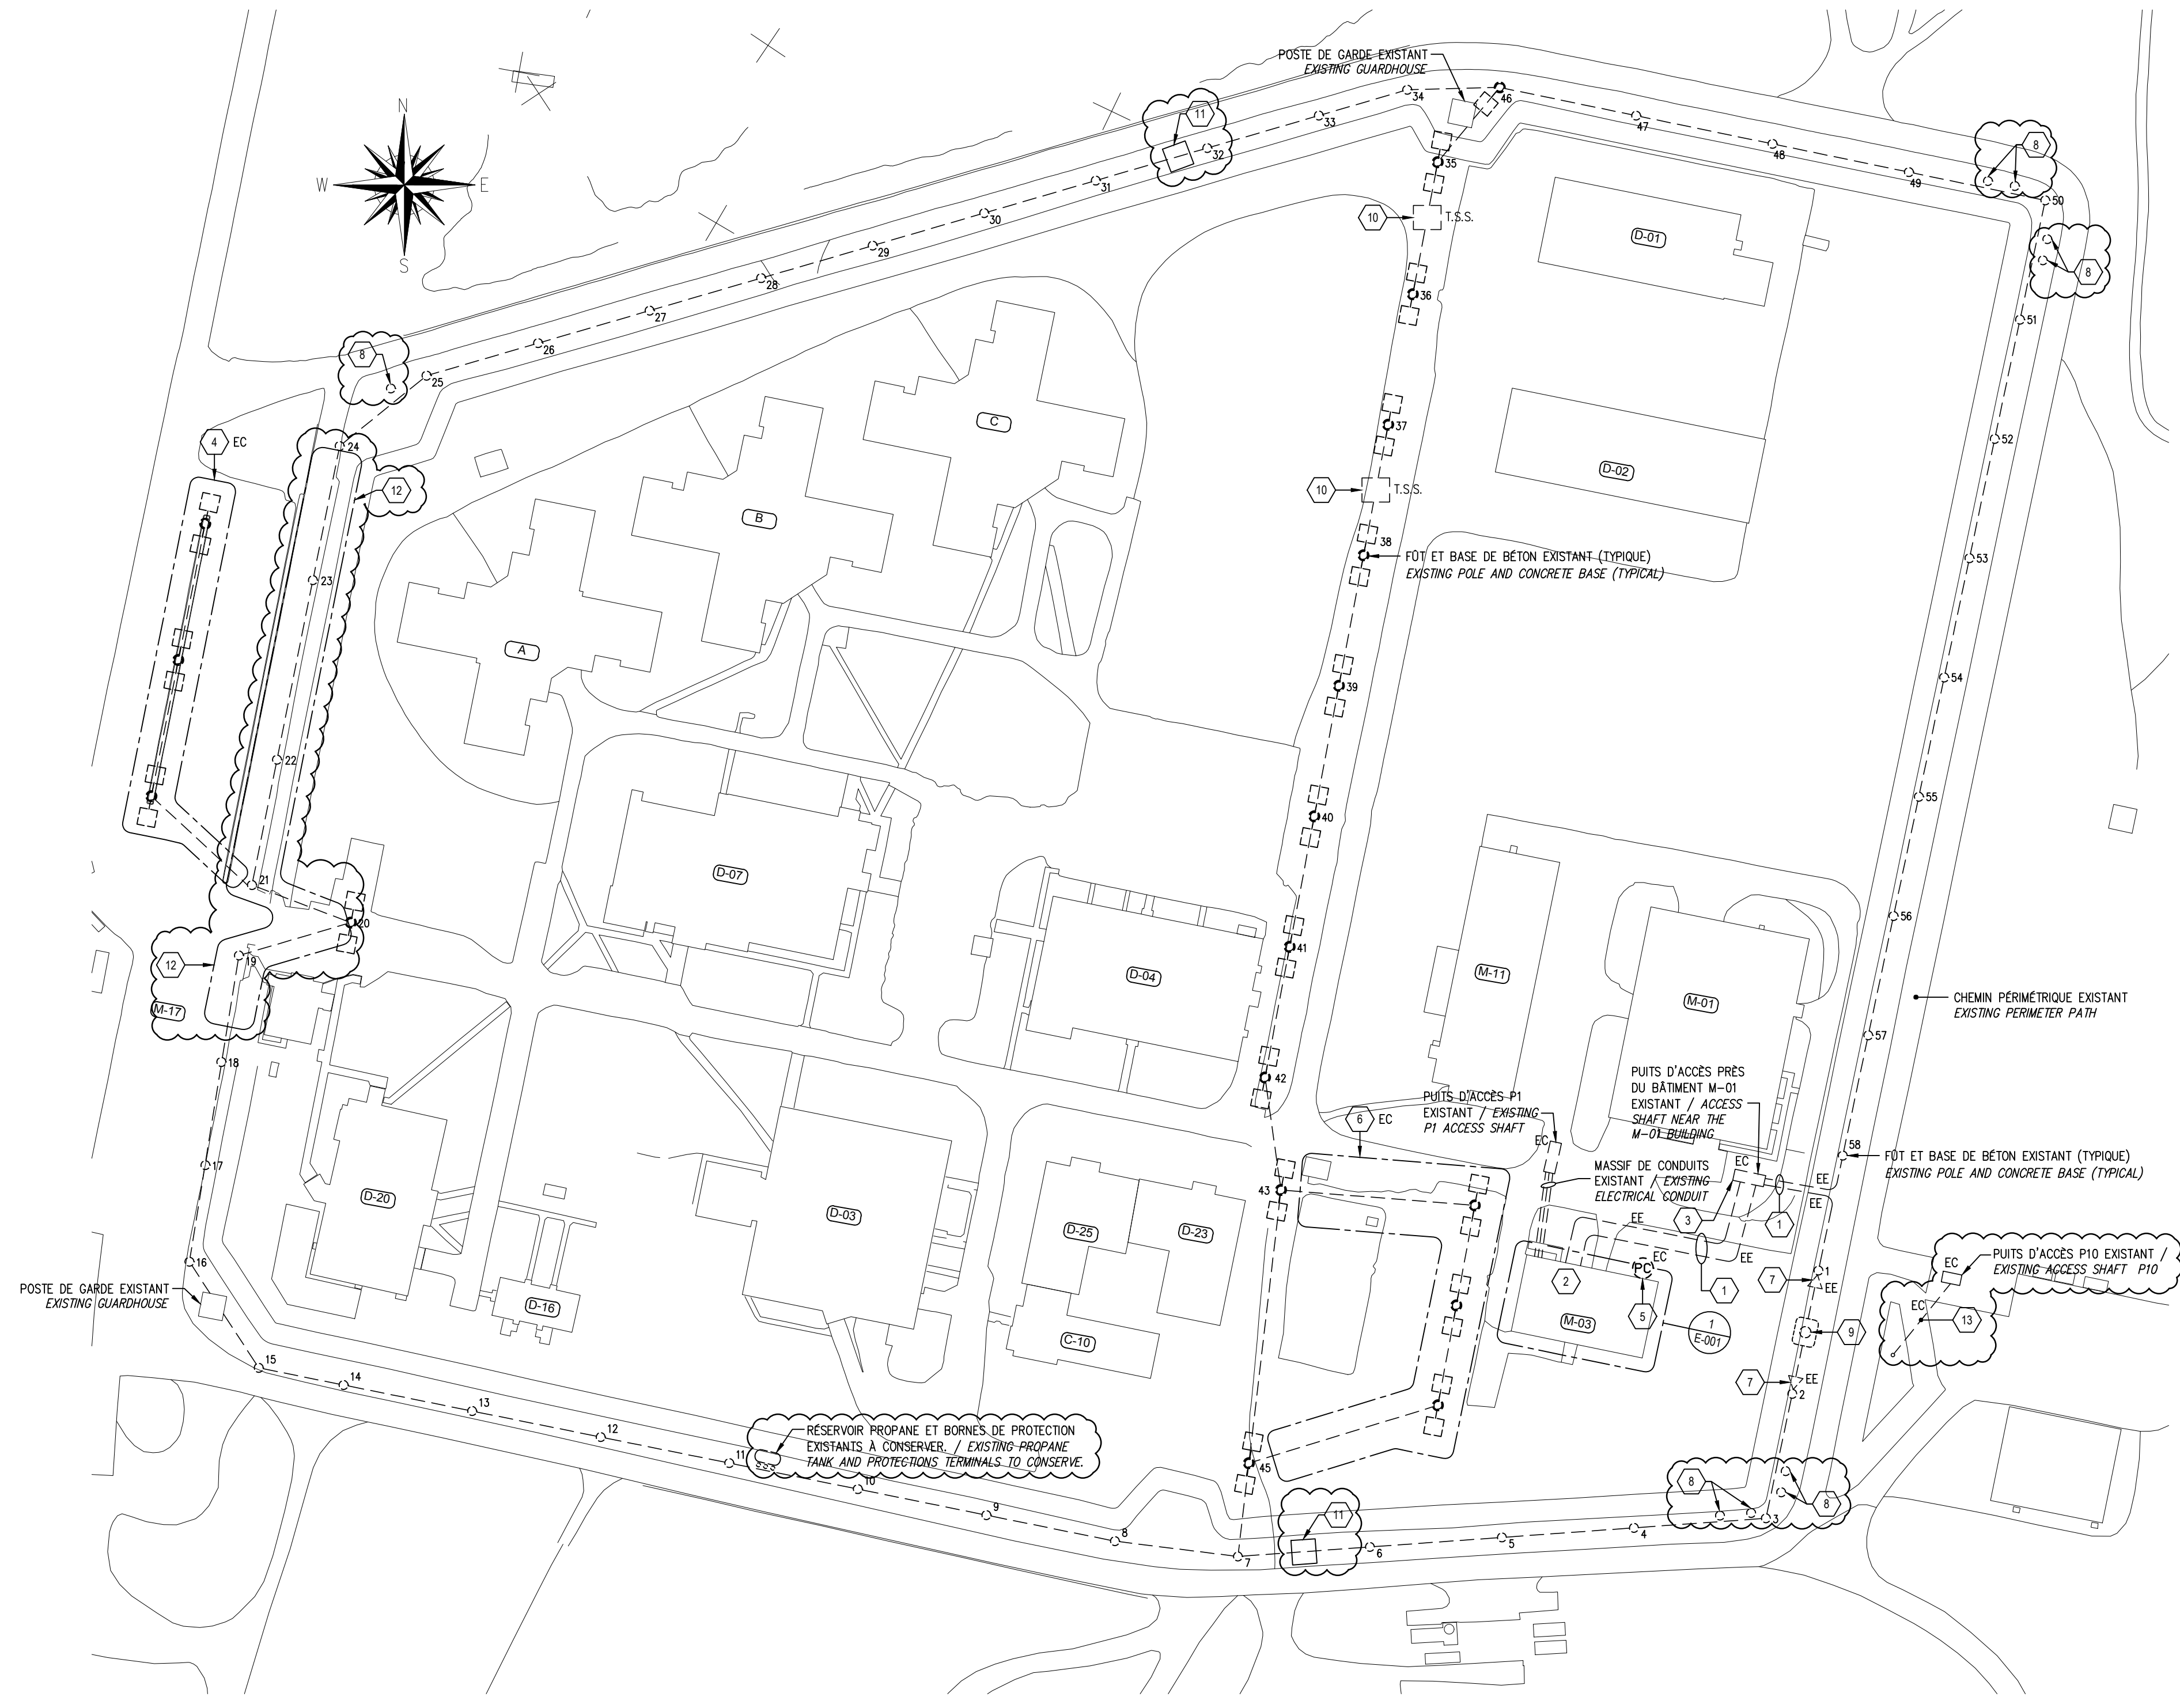 POSTE DE GARDE EXISTANT
EXISTING GUARDHOUSE
N
W
E
S
11
34
46
33
32
35
31
30
29
28
27
26
25
24
47
48
49
50
8
8
8
10
T.S.S.
10
T.S.S.
36
37
38
39
40
41
42
D-01
D-02
51
52
53
54
55
56
57
58
FÛT ET BASE DE BÉTON EXISTANT (TYPIQUE)
EXISTING POLE AND CONCRETE BASE (TYPICAL)
4
EC
12
23
22
21
20
19
12
M-17
18
17
16
A
B
C
D-07
D-04
M-11
M-01
CHEMIN PÉRIMÉTRIQUE EXISTANT
EXISTING PERIMETER PATH
PUITS D'ACCÈS PRÈS
DU BÂTIMENT M-01
EXISTANT / ACCESS
SHAFT NEAR THE
M-01 BUILDING
PUITS D'ACCÈS P1
EXISTANT / EXISTING
P1 ACCESS SHAFT
6
EC
EC
EC
MASSIF DE CONDUITS
EXISTANT / EXISTING
ELECTRICAL CONDUIT
FÛT ET BASE DE BÉTON EXISTANT (TYPIQUE)
EXISTING POLE AND CONCRETE BASE (TYPICAL)
EE
EE
EE
EE
3
1
1
2
EC
PC
5
M-03
1
E-001
7
1
EE
9
7
EE
2
EC
PUITS D'ACCÈS P10 EXISTANT /
EXISTING ACCESS SHAFT P10
EC
13
D-20
D-16
D-03
D-25
D-23
C-10
43
45
POSTE DE GARDE EXISTANT
EXISTING GUARDHOUSE
15
14
13
12
11
10
9
8
7
6
5
4
3
RÉSERVOIR PROPANE ET BORNES DE PROTECTION
EXISTANTS À CONSERVER. / EXISTING PROPANE
TANK AND PROTECTIONS TERMINALS TO CONSERVE.
11
8
8